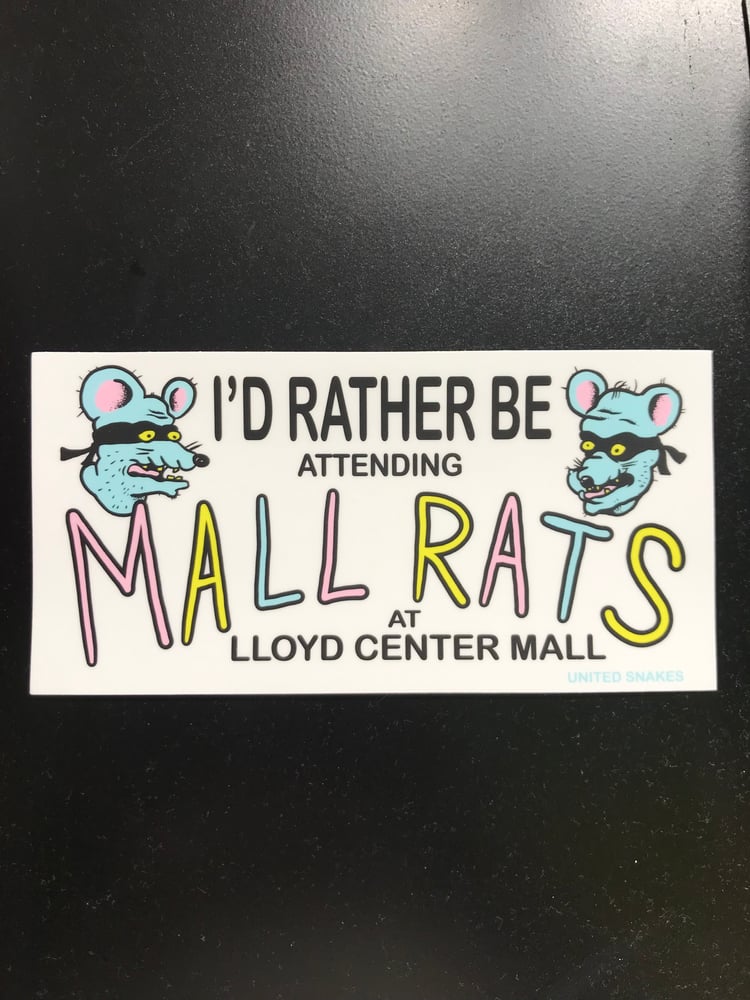 I'D RATHER BE
ATTENDING
MALL RATS
AT
LLOYD CENTER MALL
UNITED SNAKES